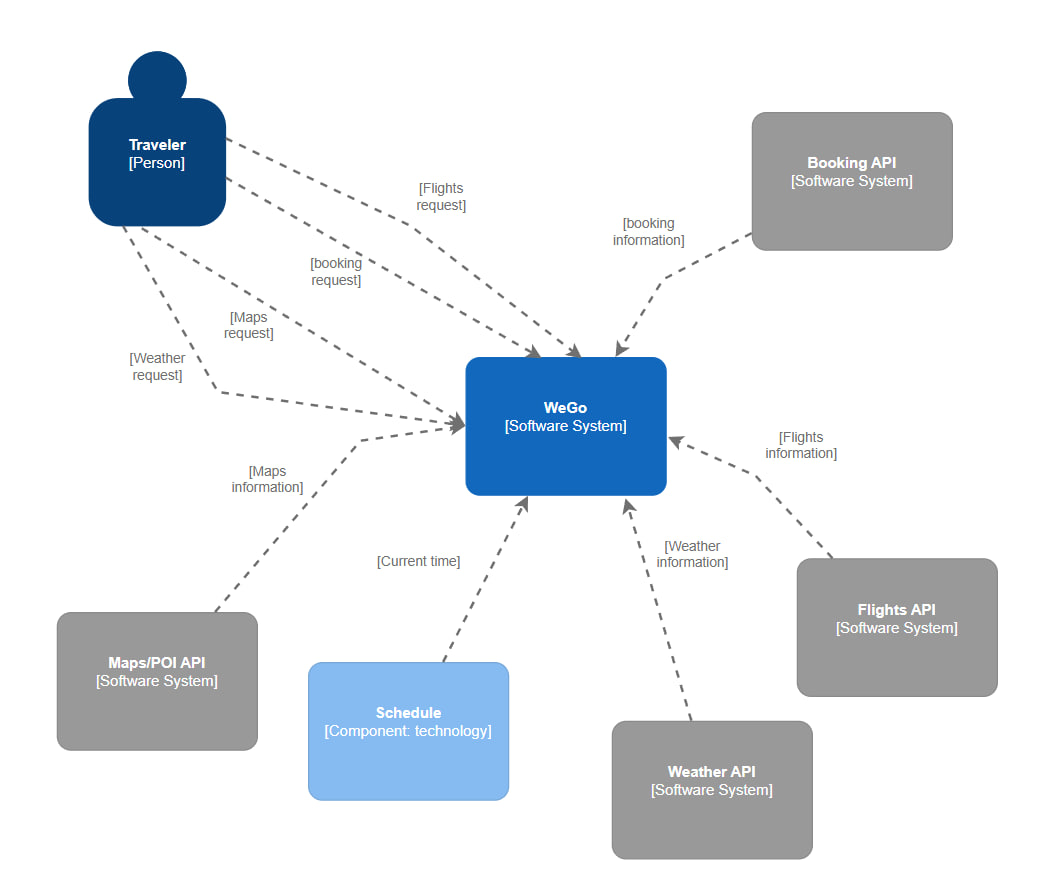 Traveler
[Person]
Booking API
[Software System]
[Flights
request]
[booking
information]
[booking
request]
[Maps
request]
[Weather
request]
WeGo
[Software System]
[Flights
information]
[Maps
information]
[Current time]
[Weather
information]
Flights API
[Software System]
Maps/POI API
[Software System]
Schedule
[Component: technology]
Weather API
[Software System]